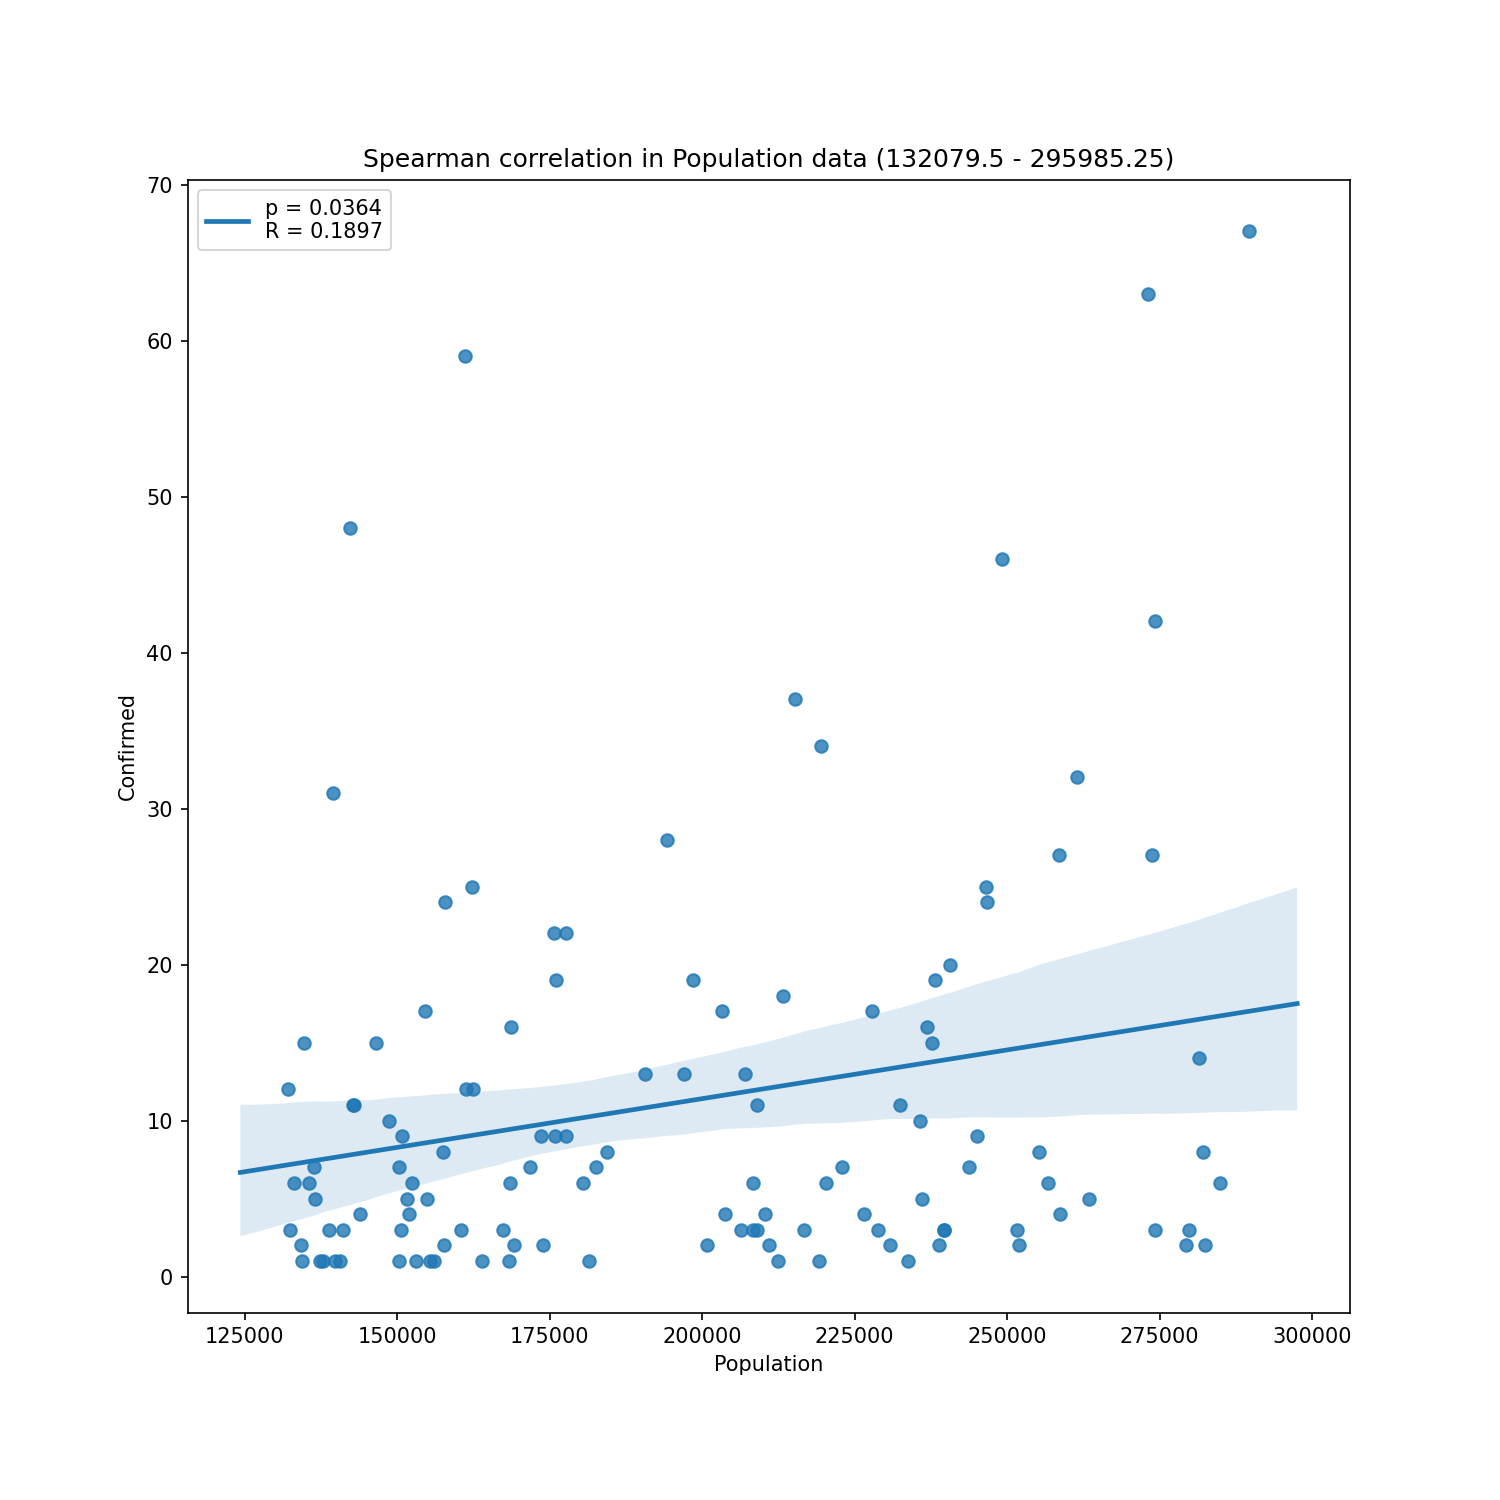 Spearman correlation in Population data (132079.5 - 295985.25)
p = 0.0364
R = 0.1897
70
60
50
40
30
20
10
0
Confirmed
125000 150000 175000 200000 225000 250000 275000 300000
Population